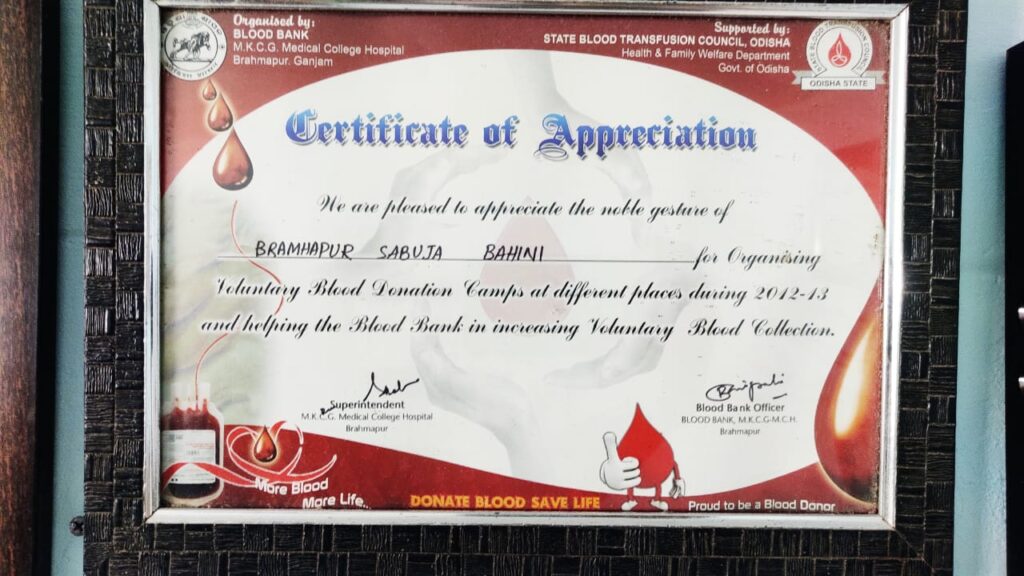 Organised by:
BLOOD BANK
M.K.C.G. Medical College Hospital
Brahmapur. Ganjam
Supported by:
STATE BLOOD TRANSFUSION COUNCIL, ODISHA
Health & Family Welfare Department
Govt. of Odisha
ODISHA STATE
Certificate of Appreciation
We are pleased to appreciate the noble gesture of
BRAMHAPUR SABUJA BAHINI for Organising
Voluntary Blood Donation Camps at different places during 2012-13
and helping the Blood Bank in increasing Voluntary Blood Collection.
Superintendent
M.K.C.G. Medical College Hospital
Brahmapur
Blood Bank Officer
BLOOD BANK, M.K.C.G-M.C.H.
Brahmapur
More Blood
More Life..
DONATE BLOOD SAVE LIFE
Proud to be a Blood Donor